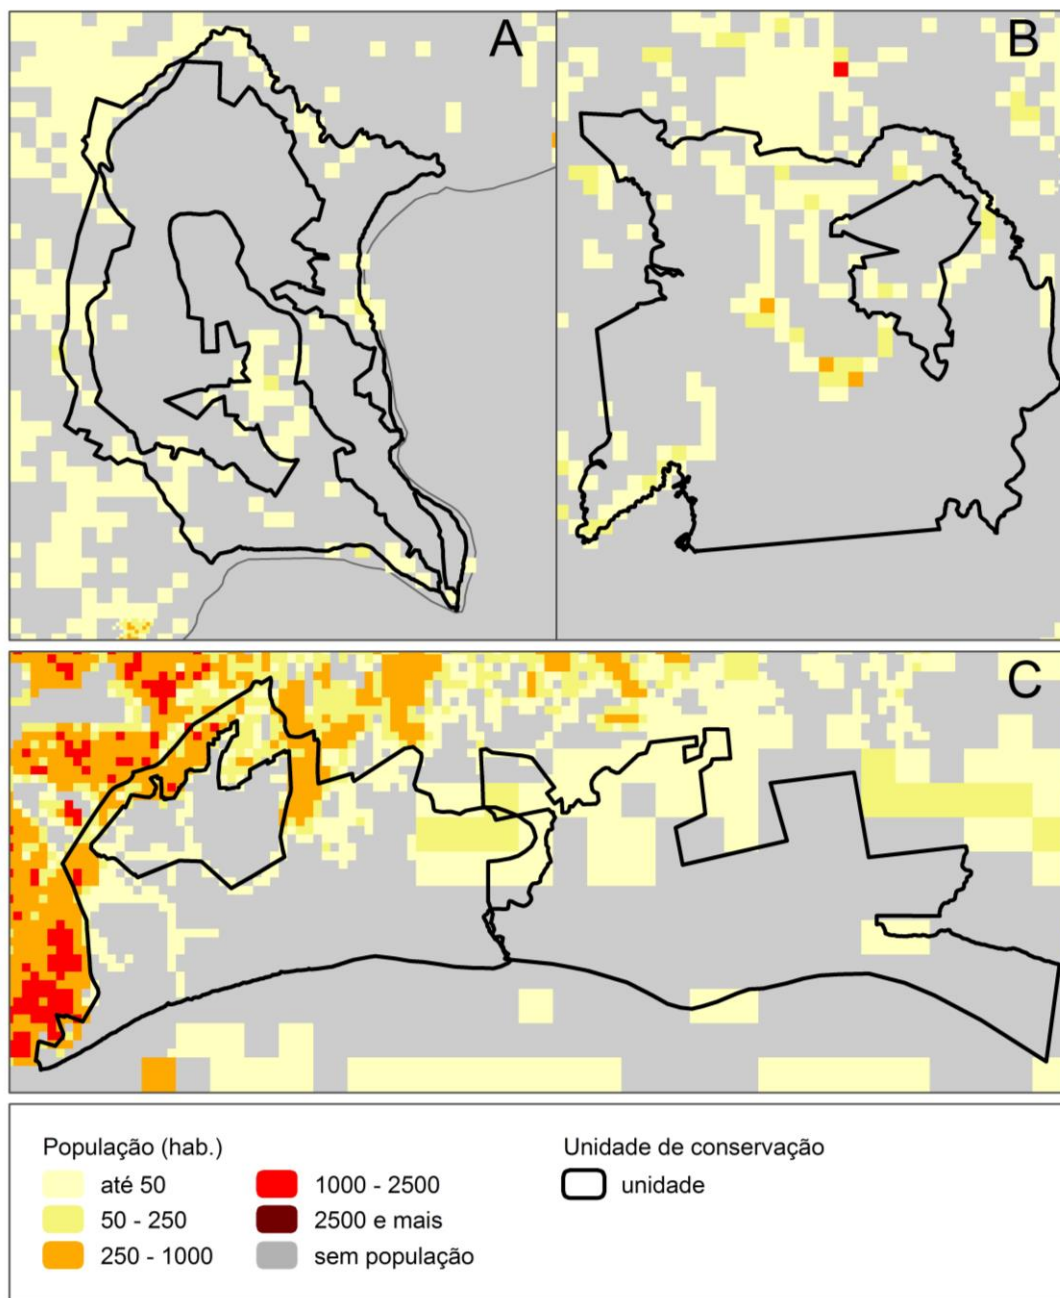 A
B
C
População (hab.)
até 50
50 - 250
250 - 1000
1000 - 2500
2500 e mais
sem população
Unidade de conservação
unidade